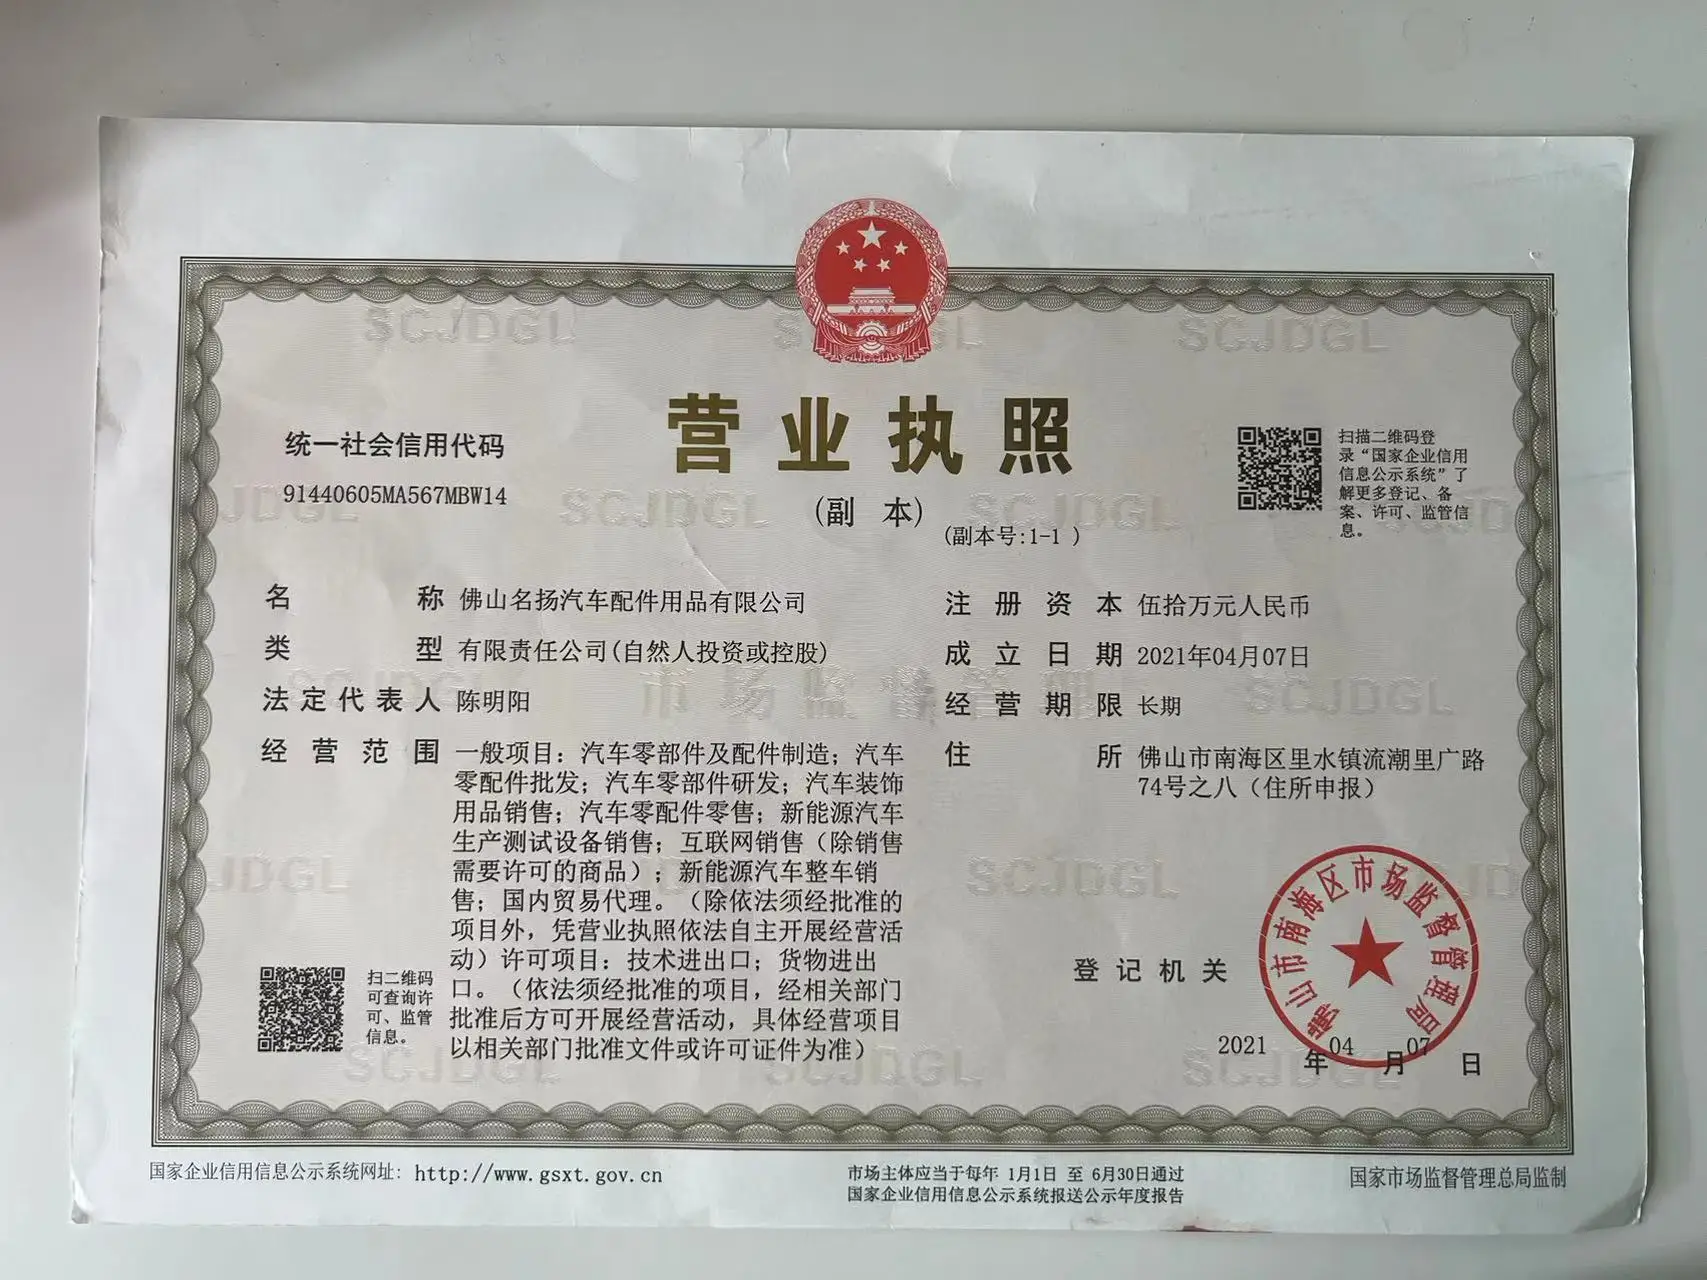 营业执照
(副 本)
(副本号:1-1 )
统一社会信用代码
91440605MA567MBW14
扫描二维码登
录“国家企业信用
信息公示系统”了
解更多登记、备
案、许可、监管信
息。
名 称 佛山名扬汽车配件用品有限公司
类 型 有限责任公司(自然人投资或控股)
法定代表人 陈明阳
经营范围 一般项目：汽车零部件及配件制造；汽车
零配件批发；汽车零部件研发；汽车装饰
用品销售；汽车零配件零售；新能源汽车
生产测试设备销售；互联网销售（除销售
需要许可的商品）；新能源汽车整车销
售；国内贸易代理。（除依法须经批准的
项目外，凭营业执照依法自主开展经营活
动）许可项目：技术进出口；货物进出
口。（依法须经批准的项目，经相关部门
批准后方可开展经营活动，具体经营项目
以相关部门批准文件或许可证件为准）
注册资本 伍拾万元人民币
成立日期 2021年04月07日
经营期限 长期
住 所 佛山市南海区里水镇流潮里广路
74号之八（住所申报）
扫二维码
可查询许
可、监管
信息。
登记机关
佛山市南海区市场监督管理局
2021 年 04 月 07 日
国家企业信用信息公示系统网址：http://www.gsxt.gov.cn
市场主体应当于每年 1月1日 至 6月30日通过
国家企业信用信息公示系统报送公示年度报告
国家市场监督管理总局监制